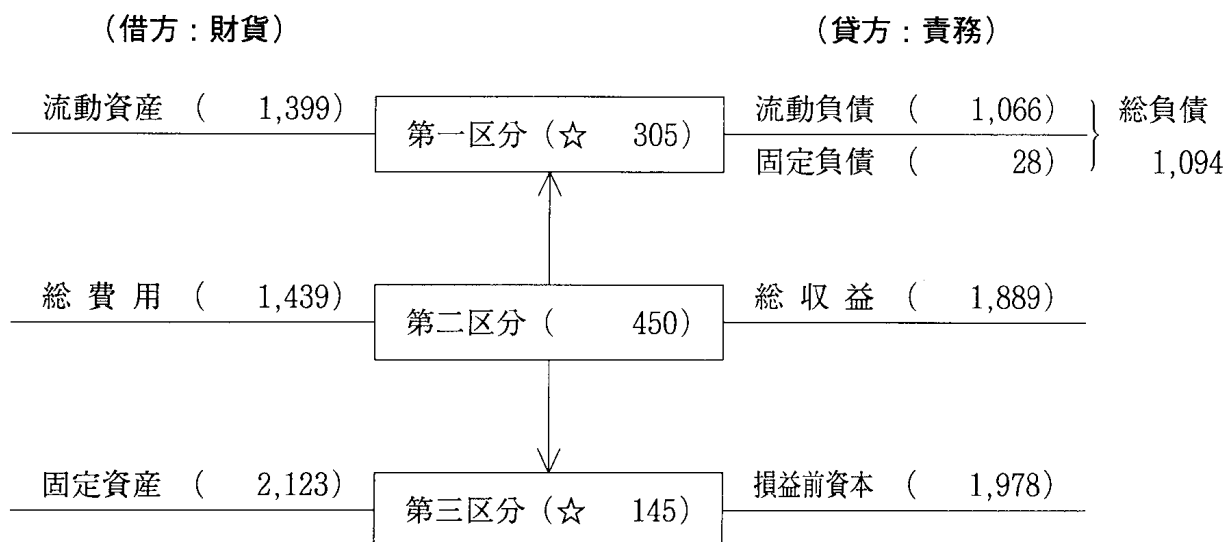 (借方：財貨) (貸方：責務)
流動資産 ( 1,399) 第一区分 (☆ 305) 流動負債 ( 1,066) 総負債
固定負債 ( 28) 1,094
総費用 ( 1,439) 第二区分 ( 450) 総収益 ( 1,889)
固定資産 ( 2,123) 第三区分 (☆ 145) 損益前資本 ( 1,978)